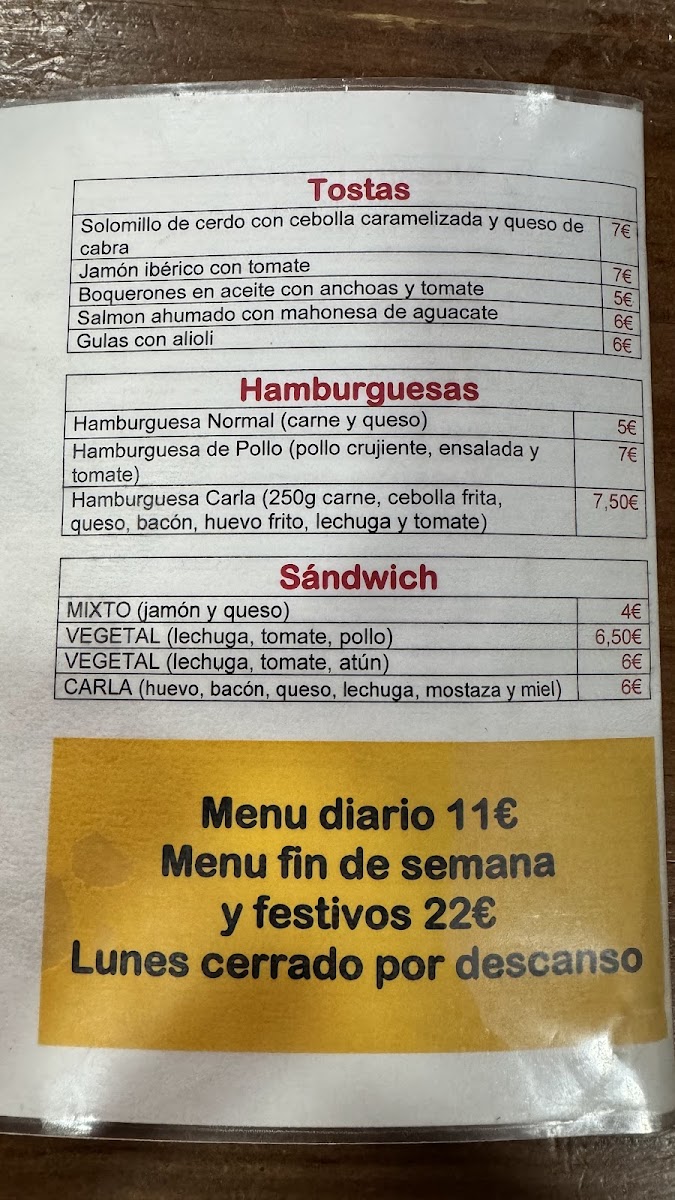 Tostas
Solomillo de cerdo con cebolla caramelizada y queso de
cabra 7€
Jamón ibérico con tomate 7€
Boquerones en aceite con anchoas y tomate 5€
Salmon ahumado con mahonesa de aguacate 6€
Gulas con alioli 6€
Hamburguesas
Hamburguesa Normal (carne y queso) 5€
Hamburguesa de Pollo (pollo crujiente, ensalada y 7€
tomate)
Hamburguesa Carla (250g carne, cebolla frita, 7,50€
queso, bacón, huevo frito, lechuga y tomate)
Sándwich
MIXTO (jamón y queso) 4€
VEGETAL (lechuga, tomate, pollo) 6,50€
VEGETAL (lechuga, tomate, atún) 6€
CARLA (huevo, bacón, queso, lechuga, mostaza y miel) 6€
Menu diario 11€
Menu fin de semana
y festivos 22€
Lunes cerrado por descanso